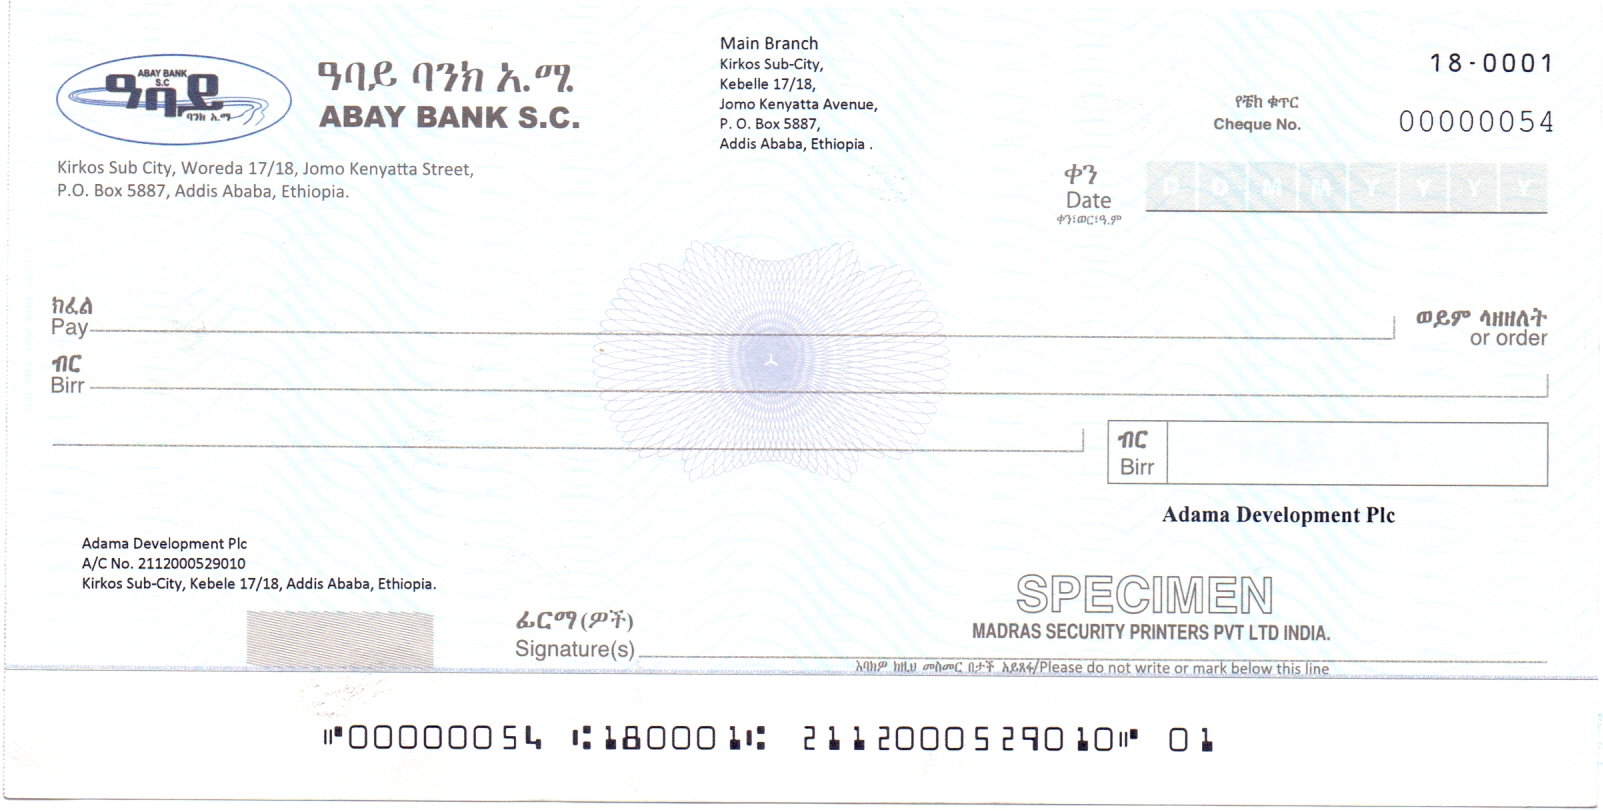 ABAY BANK
S.C
ዓባይ
ባንክ አ.ማ
ዓባይ ባንክ አ.ማ.
ABAY BANK S.C.
Kirkos Sub City, Woreda 17/18, Jomo Kenyatta Street,
P.O. Box 5887, Addis Ababa, Ethiopia.
Main Branch
Kirkos Sub-City,
Kebelle 17/18,
Jomo Kenyatta Avenue,
P. O. Box 5887,
Addis Ababa, Ethiopia .
18-0001
የቼክ ቁጥር
Cheque No. 00000054
ቀን
Date D D M M Y Y Y Y
ቀን፣ወር፣ዓ.ም
ክፈል
Pay
ወይም ላዘዘለት
or order
ብር
Birr
ብር
Birr
Adama Development Plc
Adama Development Plc
A/C No. 2112000529010
Kirkos Sub-City, Kebele 17/18, Addis Ababa, Ethiopia.
SPECIMEN
MADRAS SECURITY PRINTERS PVT LTD INDIA.
ፊርማ(ዎች)
Signature(s)
እባክዎ ከዚህ መስመር በታች አይጻፉ/Please do not write or mark below this line
⑈00000054 ⑆180001⑆ 2112000529010⑈ 01